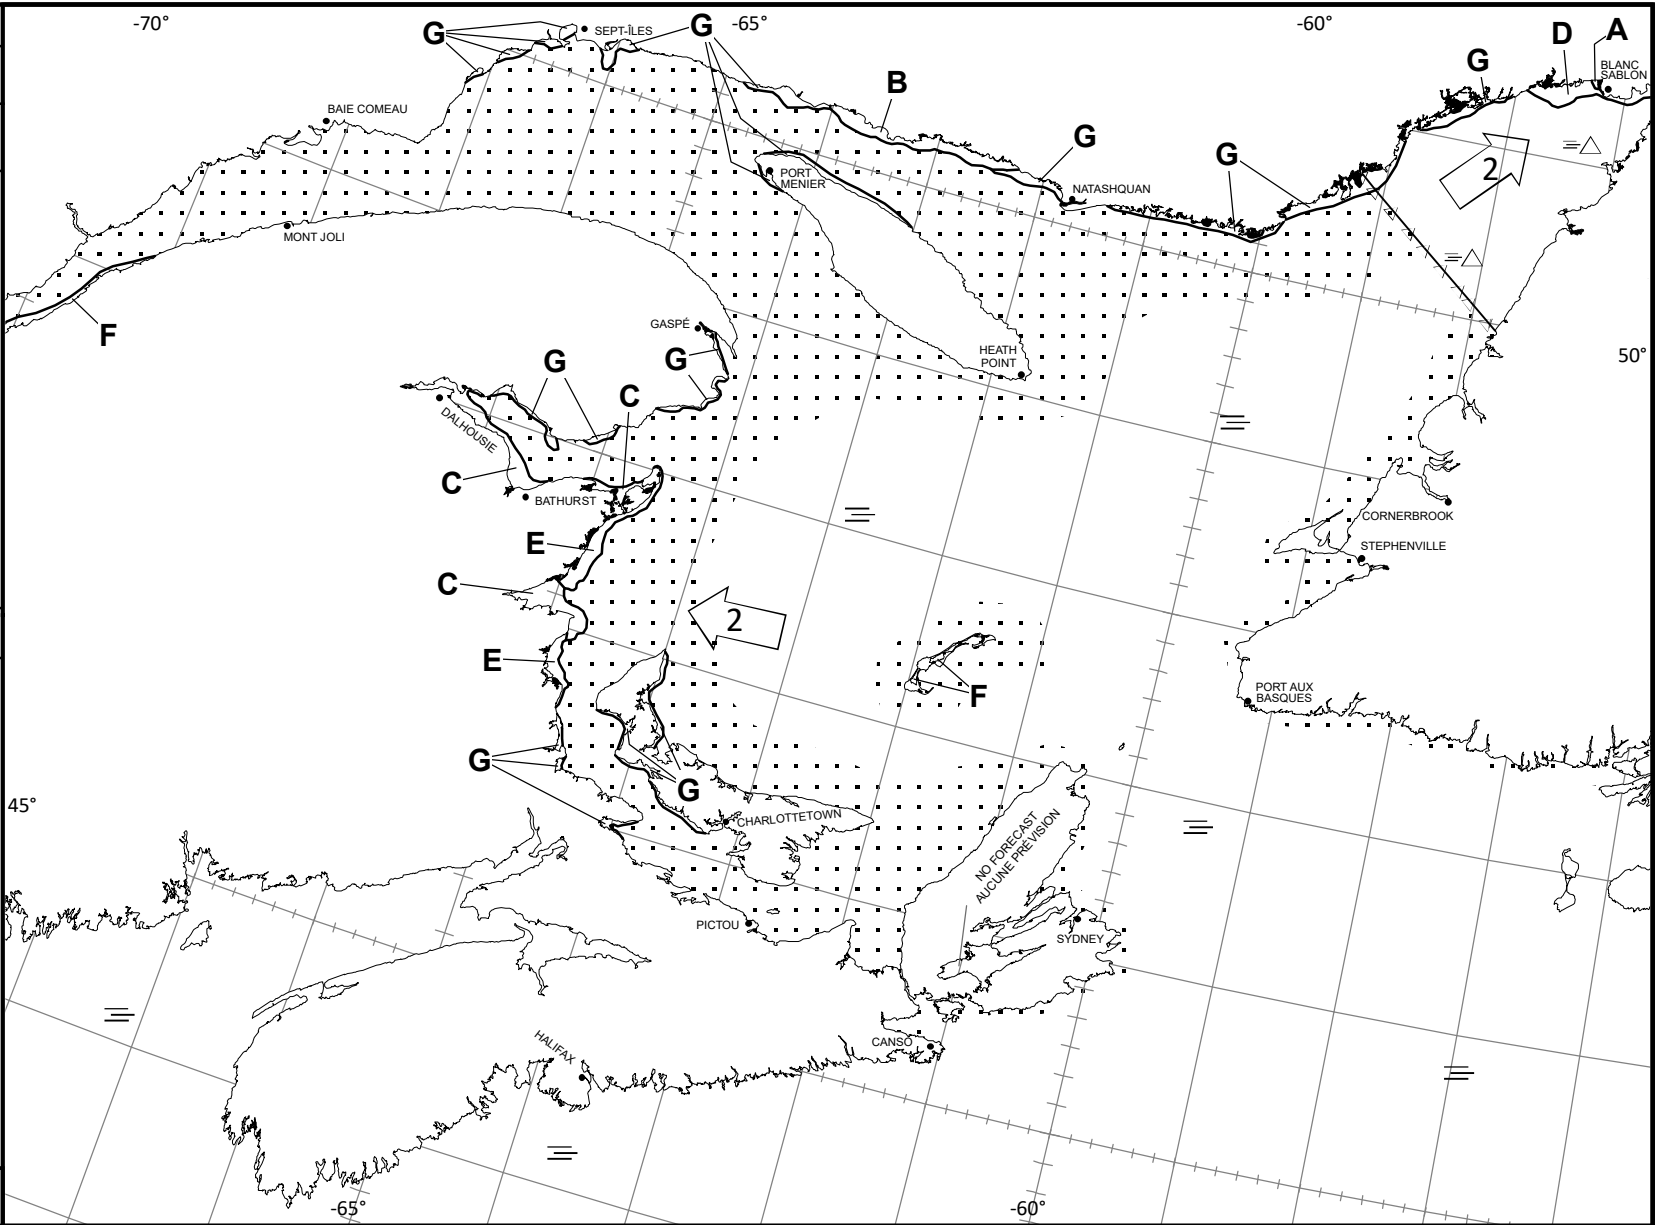 -70°
-65°
-60°
G
SEPT-ÎLES
G
D
A
G
BLANC
SABLON
B
BAIE COMEAU
G
G
PORT
MENIER
2
NATASHQUAN
MONT JOLI
F
GASPÉ
G
G
HEATH
POINT
50°
C
DALHOUSIE
C
BATHURST
CORNERBROOK
E
STEPHENVILLE
C
2
E
F
PORT AUX
BASQUES
G
G
45°
CHARLOTTETOWN
NO FORECAST
AUCUNE PRÉVISION
PICTOU
SYDNEY
HALIFAX
CANSO
-65°
-60°